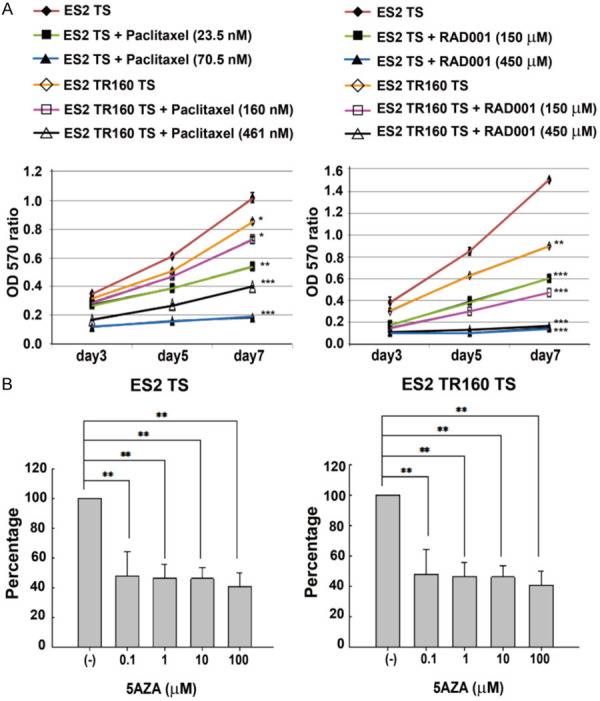 A
ES2 TS
ES2 TS + Paclitaxel (23.5 nM)
ES2 TS + Paclitaxel (70.5 nM)
ES2 TR160 TS
ES2 TR160 TS + Paclitaxel (160 nM)
ES2 TR160 TS + Paclitaxel (461 nM)
ES2 TS
ES2 TS + RAD001 (150 μM)
ES2 TS + RAD001 (450 μM)
ES2 TR160 TS
ES2 TR160 TS + RAD001 (150 μM)
ES2 TR160 TS + RAD001 (450 μM)
OD 570 ratio
1.2
1.0
0.8
0.6
0.4
0.2
0.0
*
*
**
***
***
day3 day5 day7
OD 570 ratio
1.6
1.4
1.2
1.0
0.8
0.6
0.4
0.2
0.0
**
***
***
***
***
day3 day5 day7
B
ES2 TS
**
**
**
**
Percentage
120
100
80
60
40
20
0
(-) 0.1 1 10 100
5AZA (μM)
ES2 TR160 TS
**
**
**
**
Percentage
120
100
80
60
40
20
0
(-) 0.1 1 10 100
5AZA (μM)